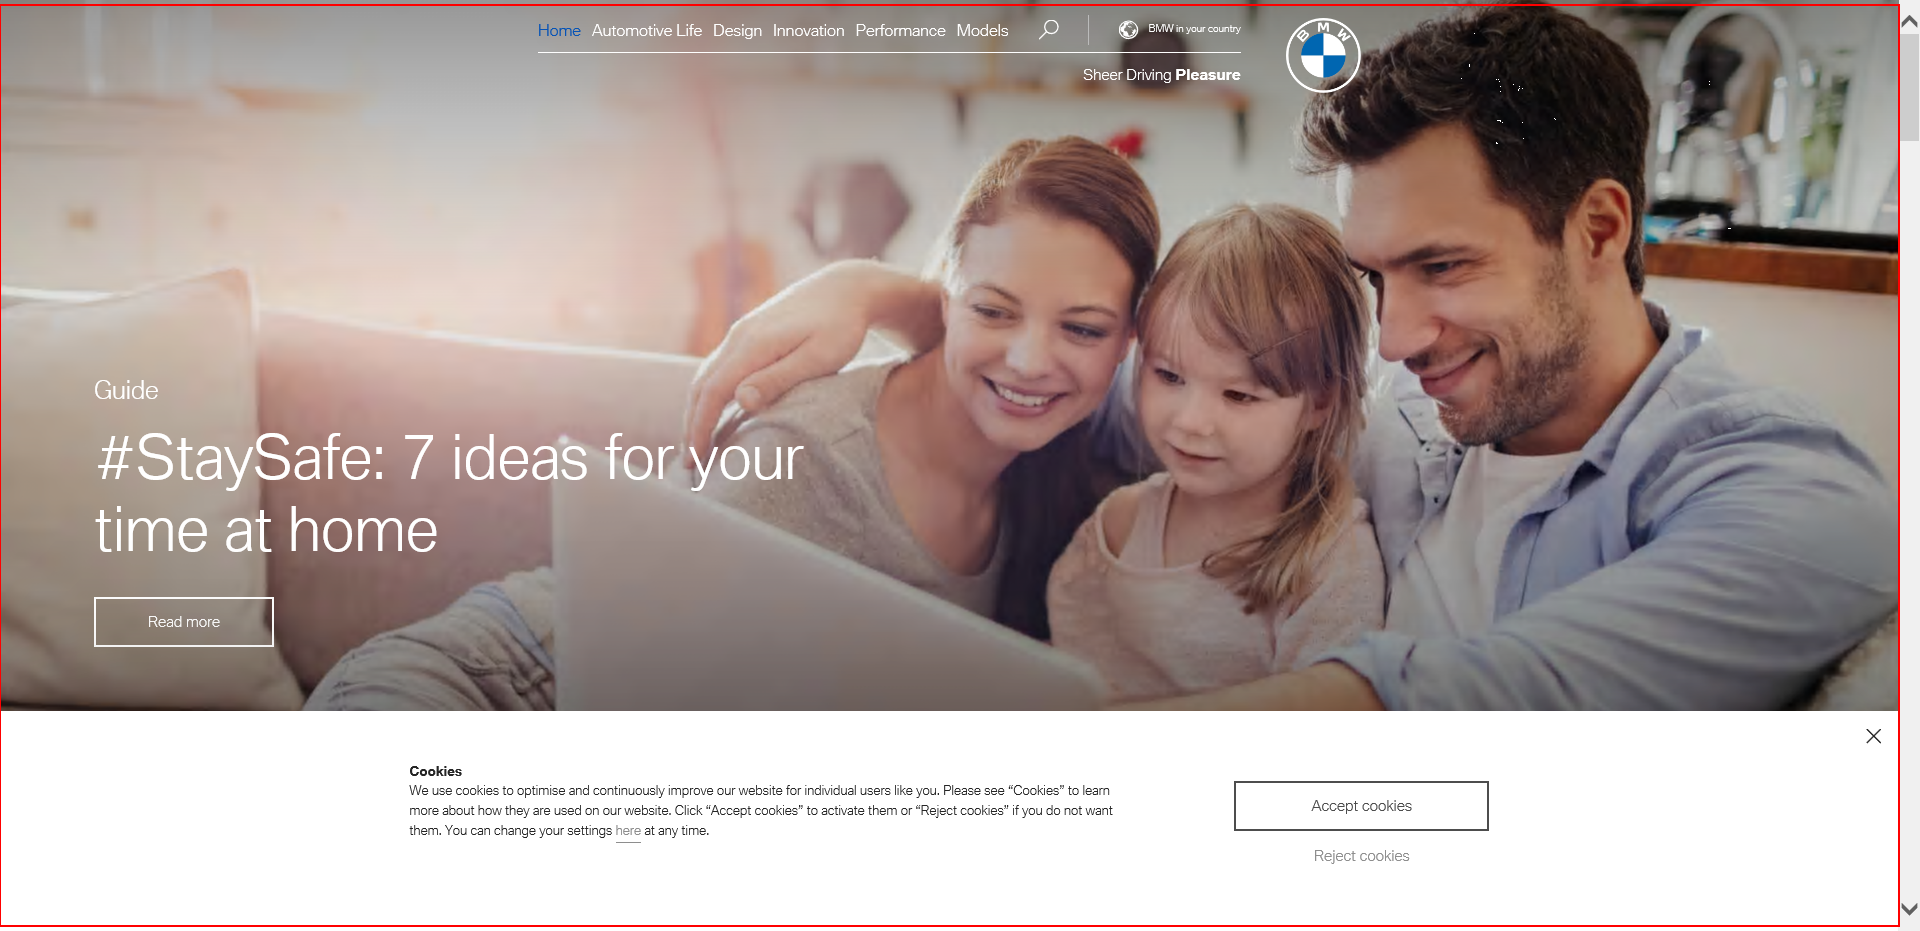 Home Automotive Life Design Innovation Performance Models
BMW in your country
BMW
Sheer Driving Pleasure
Guide
#StaySafe: 7 ideas for your
time at home
Read more
Cookies
We use cookies to optimise and continuously improve our website for individual users like you. Please see “Cookies” to learn
more about how they are used on our website. Click “Accept cookies” to activate them or “Reject cookies” if you do not want
them. You can change your settings here at any time.
Accept cookies
Reject cookies